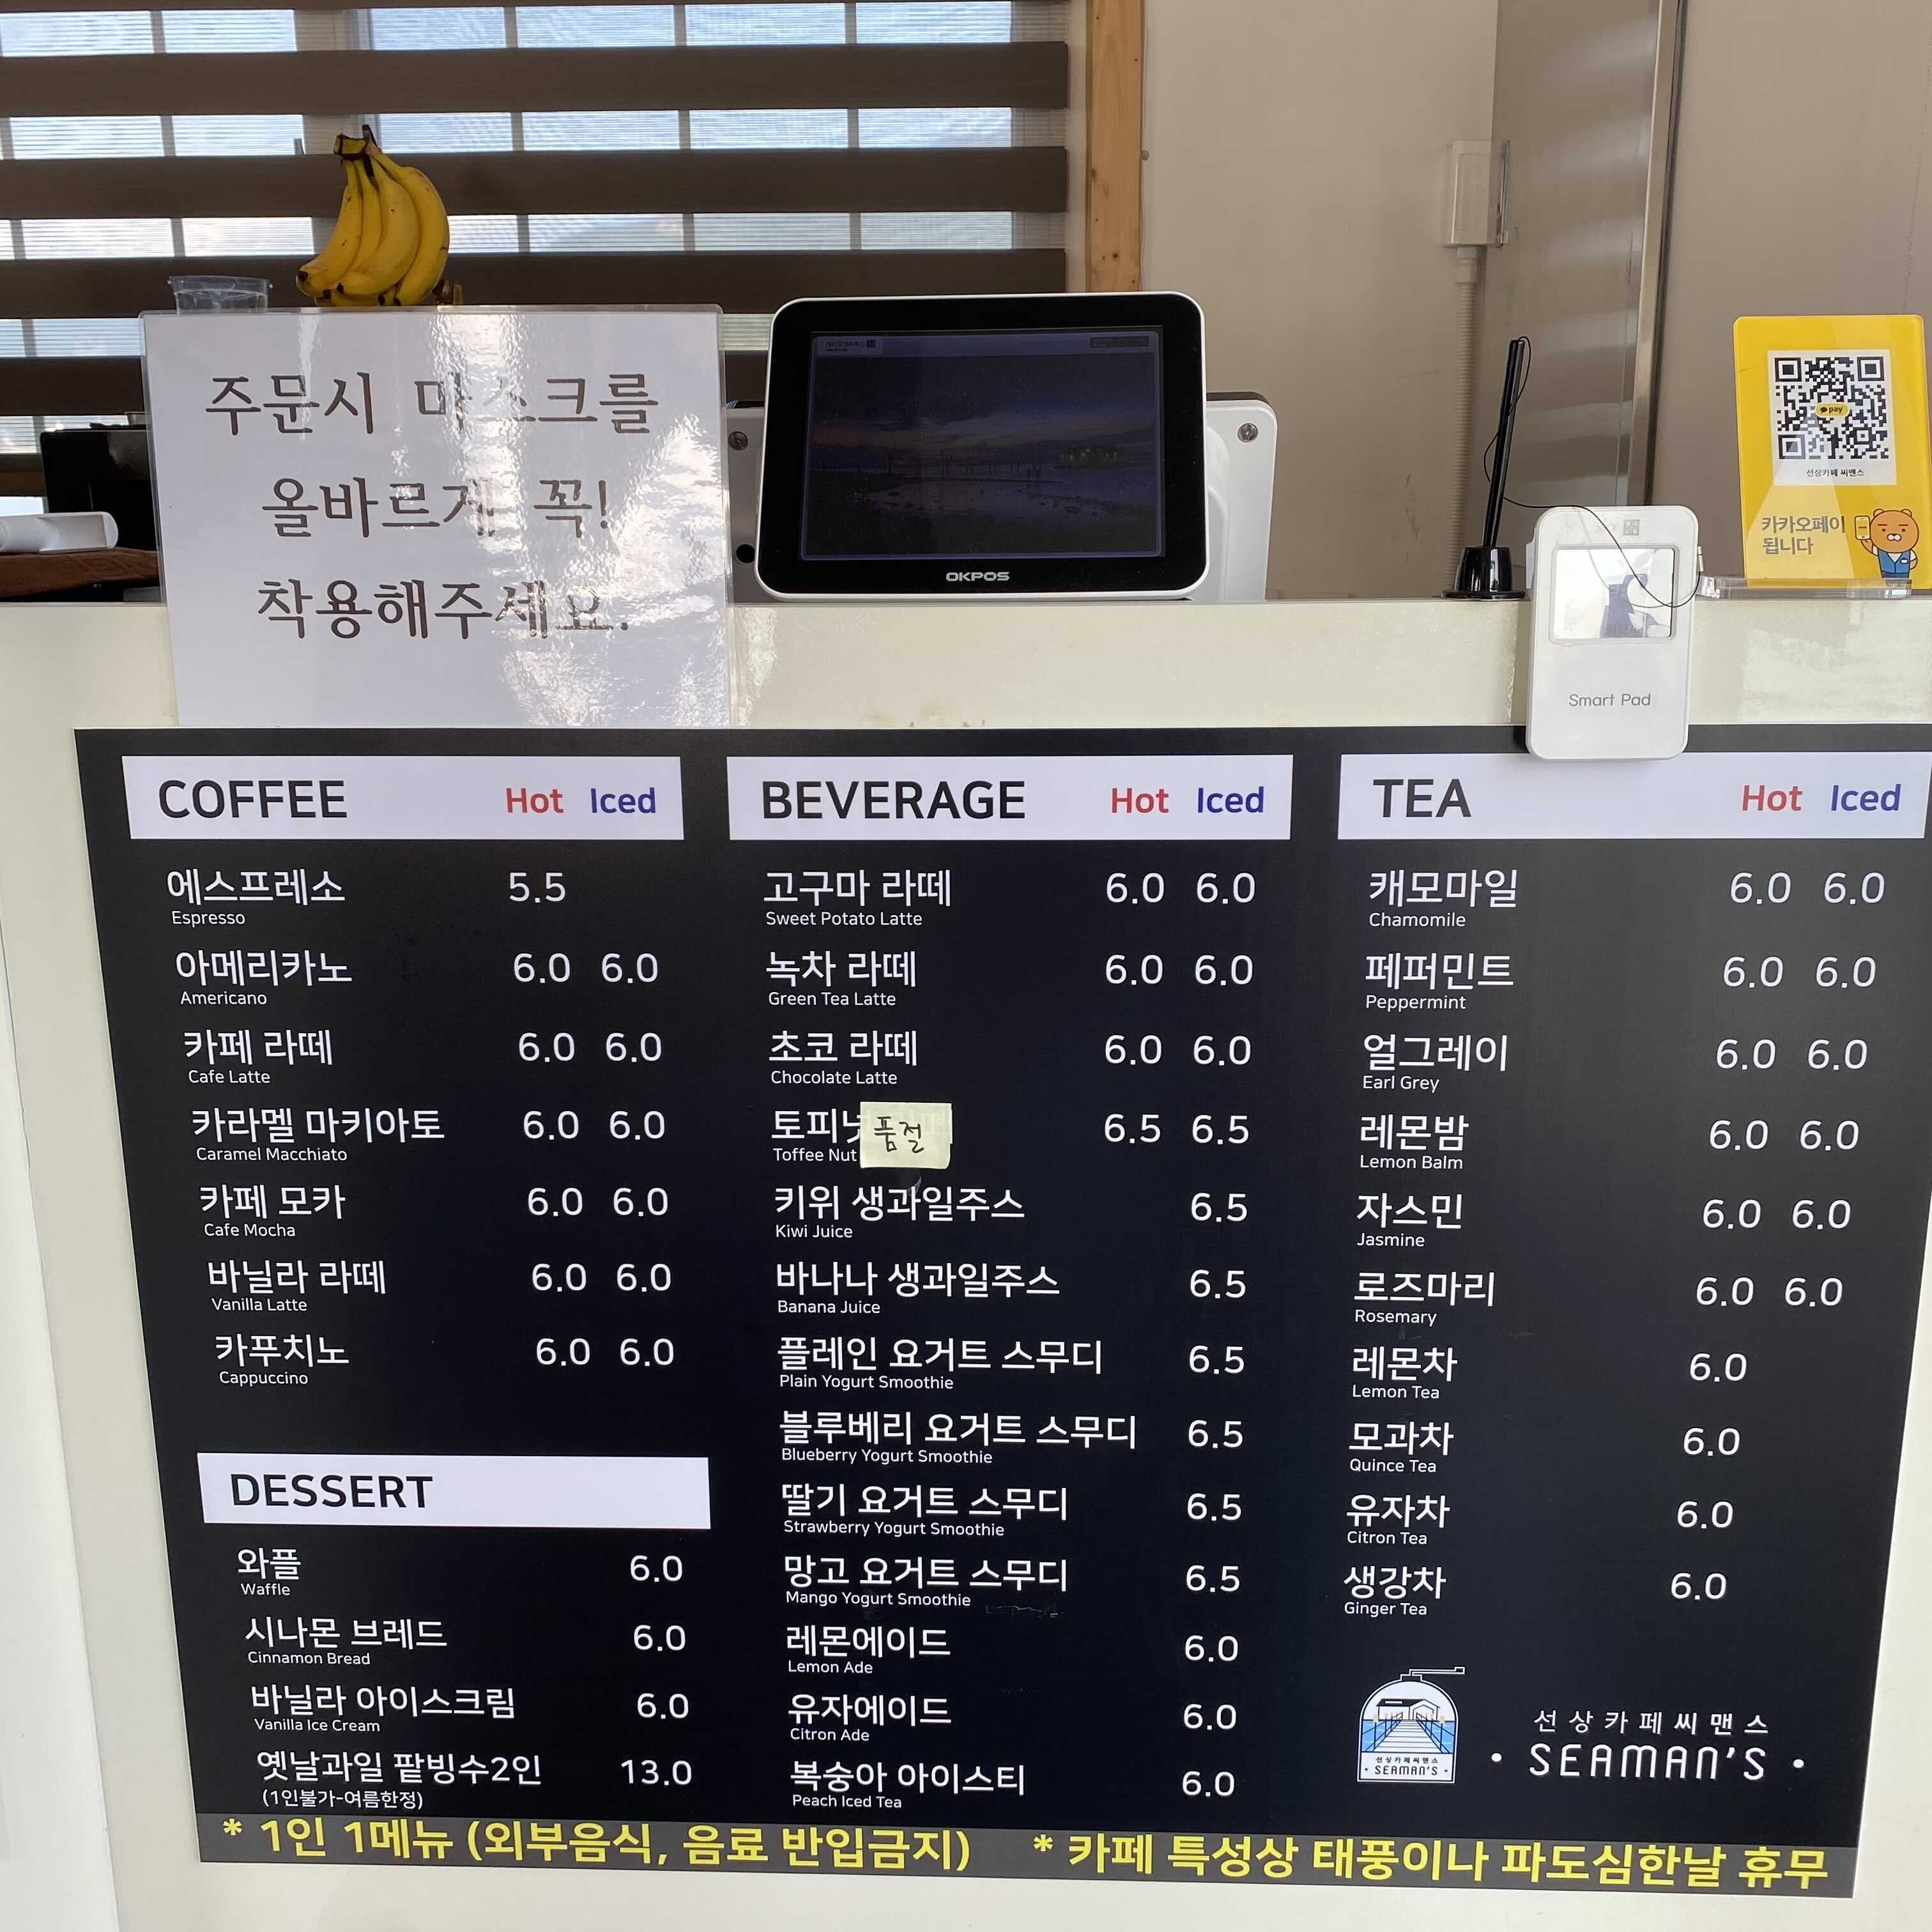 주문시 마스크를
올바르게 꼭!
착용해주세요.
OKPOS
pay
선상카페 씨맨스
카카오페이
됩니다
Smart Pad
COFFEE Hot Iced
에스프레소 5.5
Espresso
아메리카노 6.0 6.0
Americano
카페 라떼 6.0 6.0
Cafe Latte
카라멜 마키아토 6.0 6.0
Caramel Macchiato
카페 모카 6.0 6.0
Cafe Mocha
바닐라 라떼 6.0 6.0
Vanilla Latte
카푸치노 6.0 6.0
Cappuccino
DESSERT
와플 6.0
Waffle
시나몬 브레드 6.0
Cinnamon Bread
바닐라 아이스크림 6.0
Vanilla Ice Cream
옛날과일 팥빙수2인 13.0
(1인불가-여름한정)
BEVERAGE Hot Iced
고구마 라떼 6.0 6.0
Sweet Potato Latte
녹차 라떼 6.0 6.0
Green Tea Latte
초코 라떼 6.0 6.0
Chocolate Latte
토피넛 품절 6.5 6.5
Toffee Nut
키위 생과일주스 6.5
Kiwi Juice
바나나 생과일주스 6.5
Banana Juice
플레인 요거트 스무디 6.5
Plain Yogurt Smoothie
블루베리 요거트 스무디 6.5
Blueberry Yogurt Smoothie
딸기 요거트 스무디 6.5
Strawberry Yogurt Smoothie
망고 요거트 스무디 6.5
Mango Yogurt Smoothie
레몬에이드 6.0
Lemon Ade
유자에이드 6.0
Citron Ade
복숭아 아이스티 6.0
Peach Iced Tea
TEA Hot Iced
캐모마일 6.0 6.0
Chamomile
페퍼민트 6.0 6.0
Peppermint
얼그레이 6.0 6.0
Earl Grey
레몬밤 6.0 6.0
Lemon Balm
자스민 6.0 6.0
Jasmine
로즈마리 6.0 6.0
Rosemary
레몬차 6.0
Lemon Tea
모과차 6.0
Quince Tea
유자차 6.0
Citron Tea
생강차 6.0
Ginger Tea
선상카페씨맨스
• SEAMAN'S •
선상카페씨맨스
• SEAMAN'S •
* 1인 1메뉴 (외부음식, 음료 반입금지) * 카페 특성상 태풍이나 파도심한날 휴무